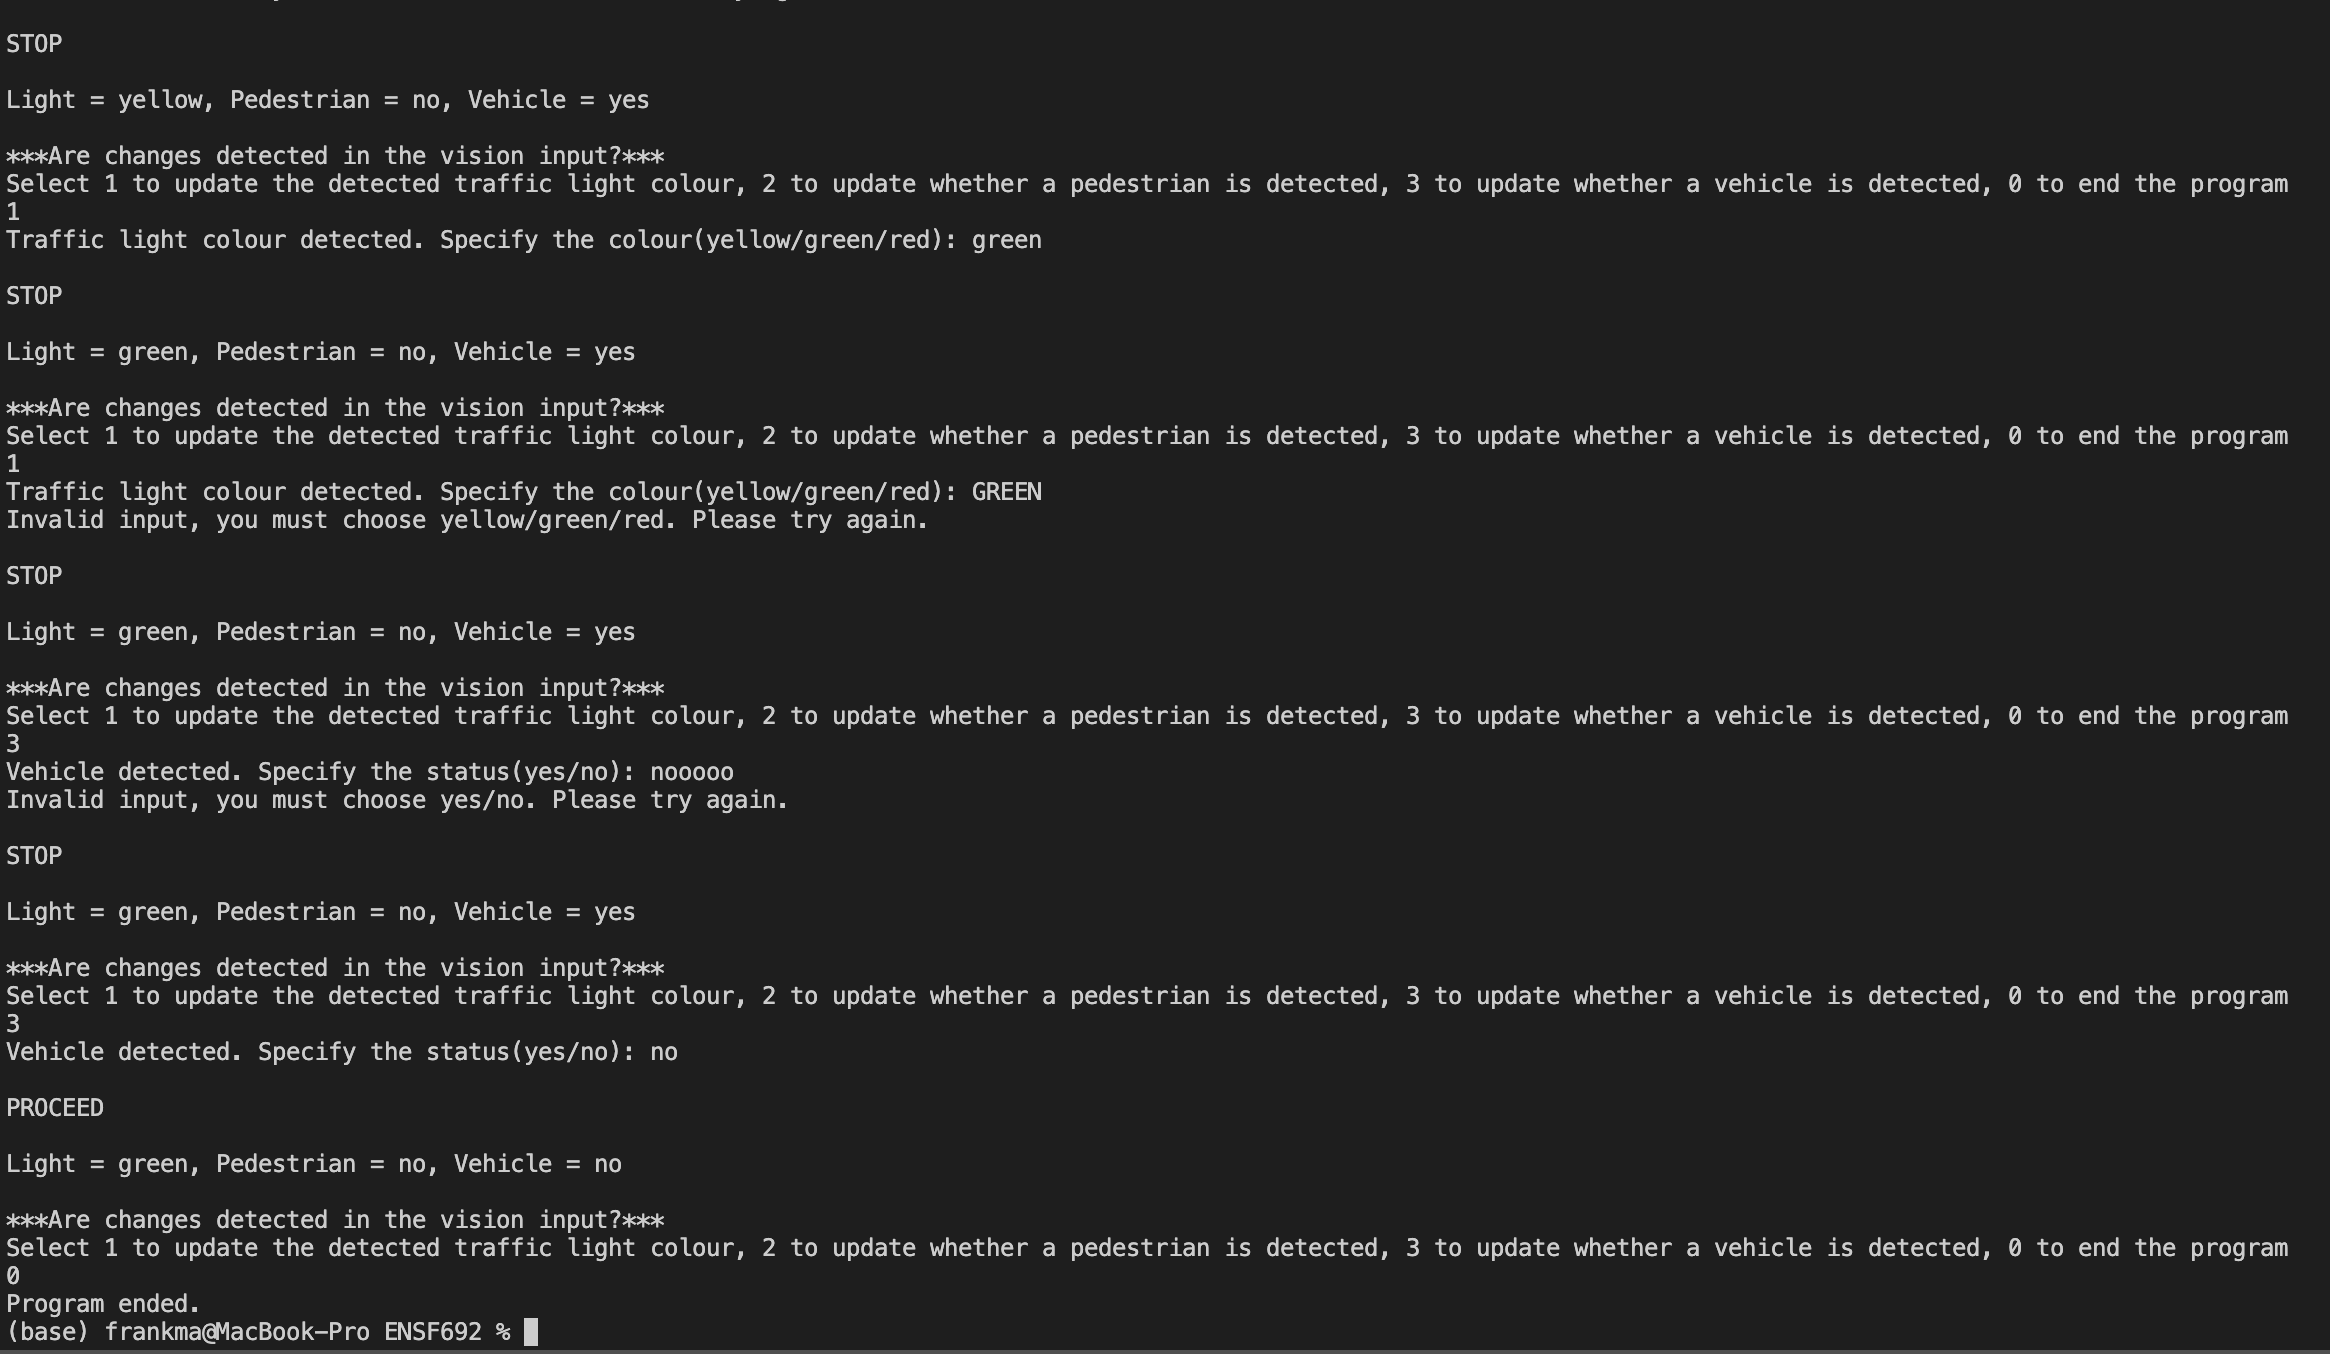 STOP
Light = yellow, Pedestrian = no, Vehicle = yes
***Are changes detected in the vision input?***
Select 1 to update the detected traffic light colour, 2 to update whether a pedestrian is detected, 3 to update whether a vehicle is detected, 0 to end the program
1
Traffic light colour detected. Specify the colour(yellow/green/red): green
STOP
Light = green, Pedestrian = no, Vehicle = yes
***Are changes detected in the vision input?***
Select 1 to update the detected traffic light colour, 2 to update whether a pedestrian is detected, 3 to update whether a vehicle is detected, 0 to end the program
1
Traffic light colour detected. Specify the colour(yellow/green/red): GREEN
Invalid input, you must choose yellow/green/red. Please try again.
STOP
Light = green, Pedestrian = no, Vehicle = yes
***Are changes detected in the vision input?***
Select 1 to update the detected traffic light colour, 2 to update whether a pedestrian is detected, 3 to update whether a vehicle is detected, 0 to end the program
3
Vehicle detected. Specify the status(yes/no): nooooo
Invalid input, you must choose yes/no. Please try again.
STOP
Light = green, Pedestrian = no, Vehicle = yes
***Are changes detected in the vision input?***
Select 1 to update the detected traffic light colour, 2 to update whether a pedestrian is detected, 3 to update whether a vehicle is detected, 0 to end the program
3
Vehicle detected. Specify the status(yes/no): no
PROCEED
Light = green, Pedestrian = no, Vehicle = no
***Are changes detected in the vision input?***
Select 1 to update the detected traffic light colour, 2 to update whether a pedestrian is detected, 3 to update whether a vehicle is detected, 0 to end the program
0
Program ended.
(base) frankma@MacBook-Pro ENSF692 %